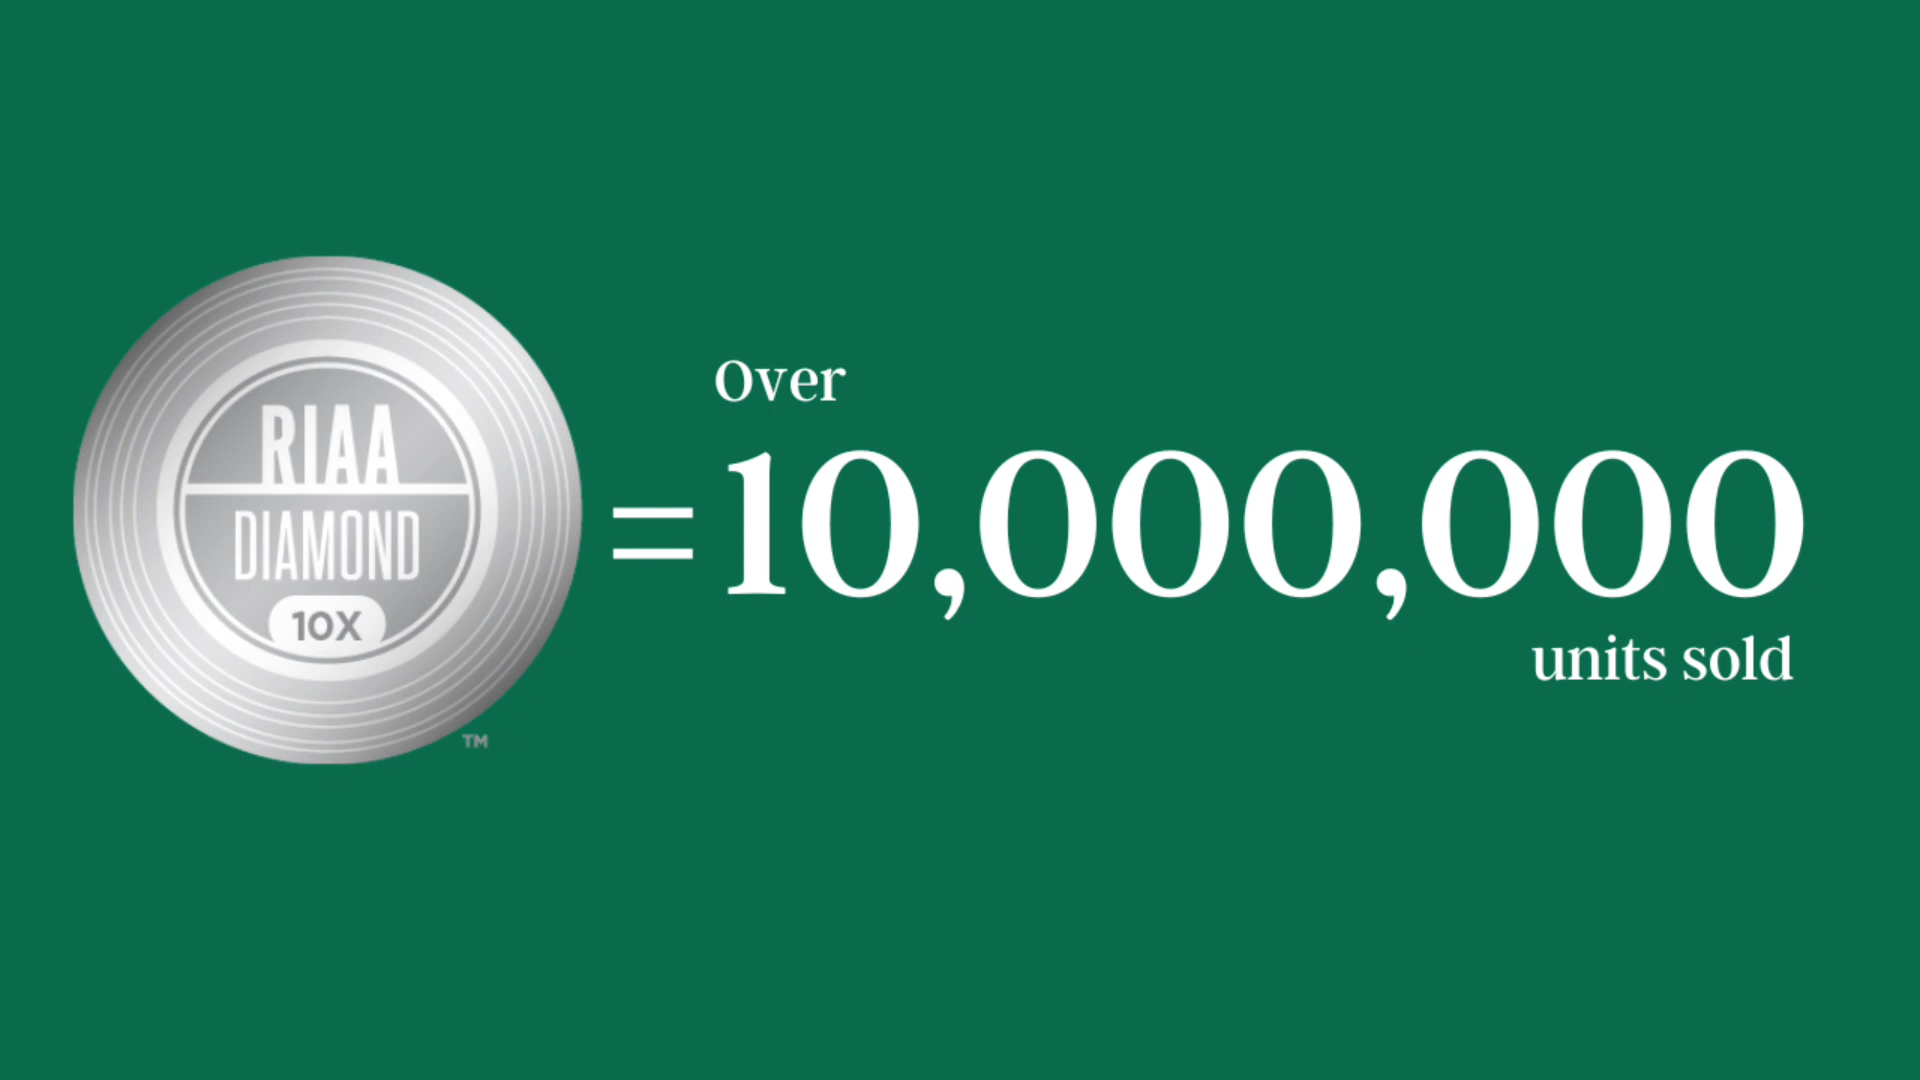 RIAA
DIAMOND
10X
TM
Over
=10,000,000
units sold